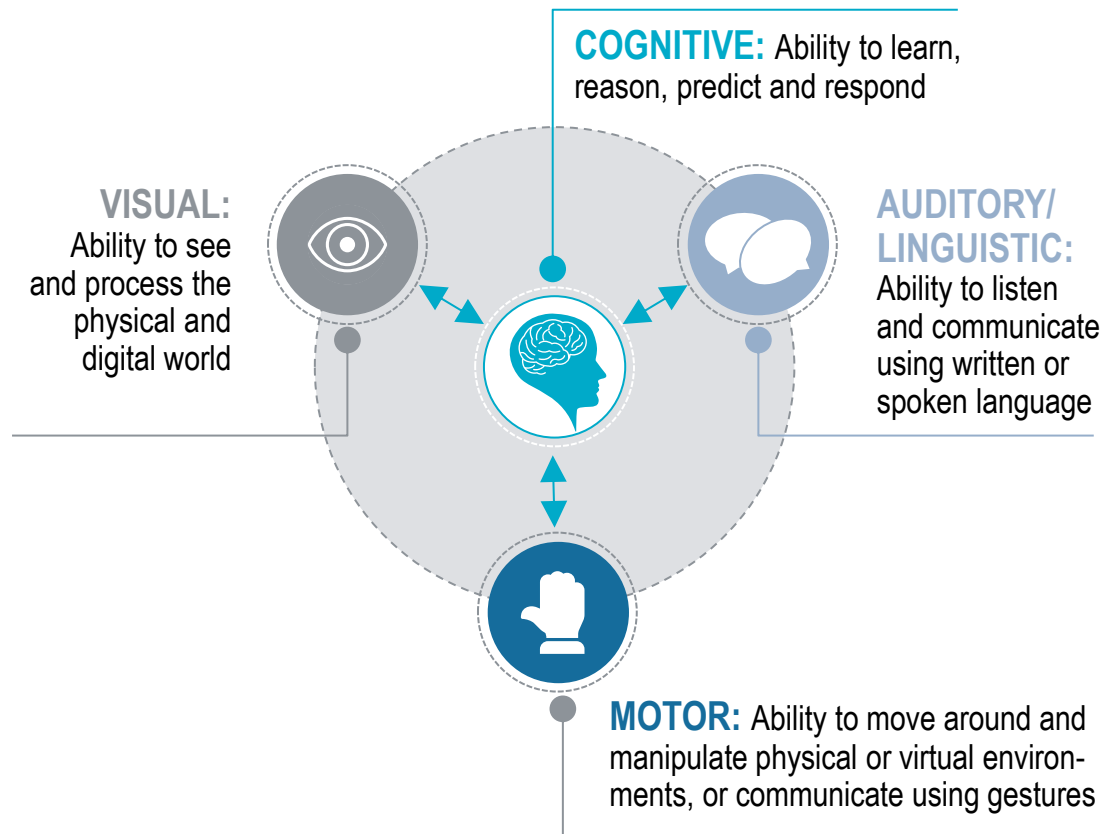 COGNITIVE: Ability to learn,
reason, predict and respond
VISUAL:
Ability to see
and process the
physical and
digital world
AUDITORY/
LINGUISTIC:
Ability to listen
and communicate
using written or
spoken language
MOTOR: Ability to move around and
manipulate physical or virtual environ-
ments, or communicate using gestures